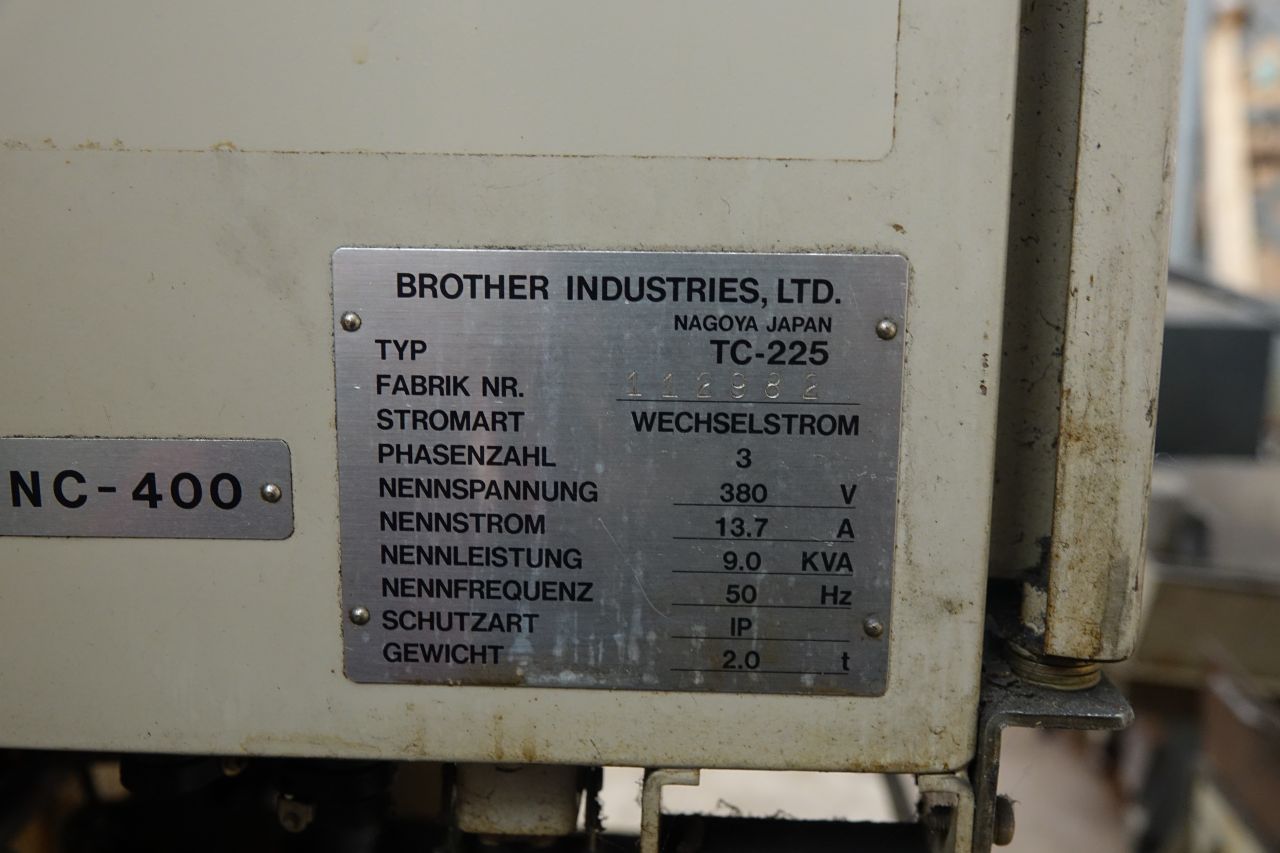 BROTHER INDUSTRIES, LTD.
NAGOYA JAPAN
TYP TC-225
FABRIK NR. 112982
STROMART WECHSELSTROM
PHASENZAHL 3
NENNSPANNUNG 380 V
NENNSTROM 13.7 A
NENNLEISTUNG 9.0 KVA
NENNFREQUENZ 50 Hz
SCHUTZART IP
GEWICHT 2.0 t
NC-400